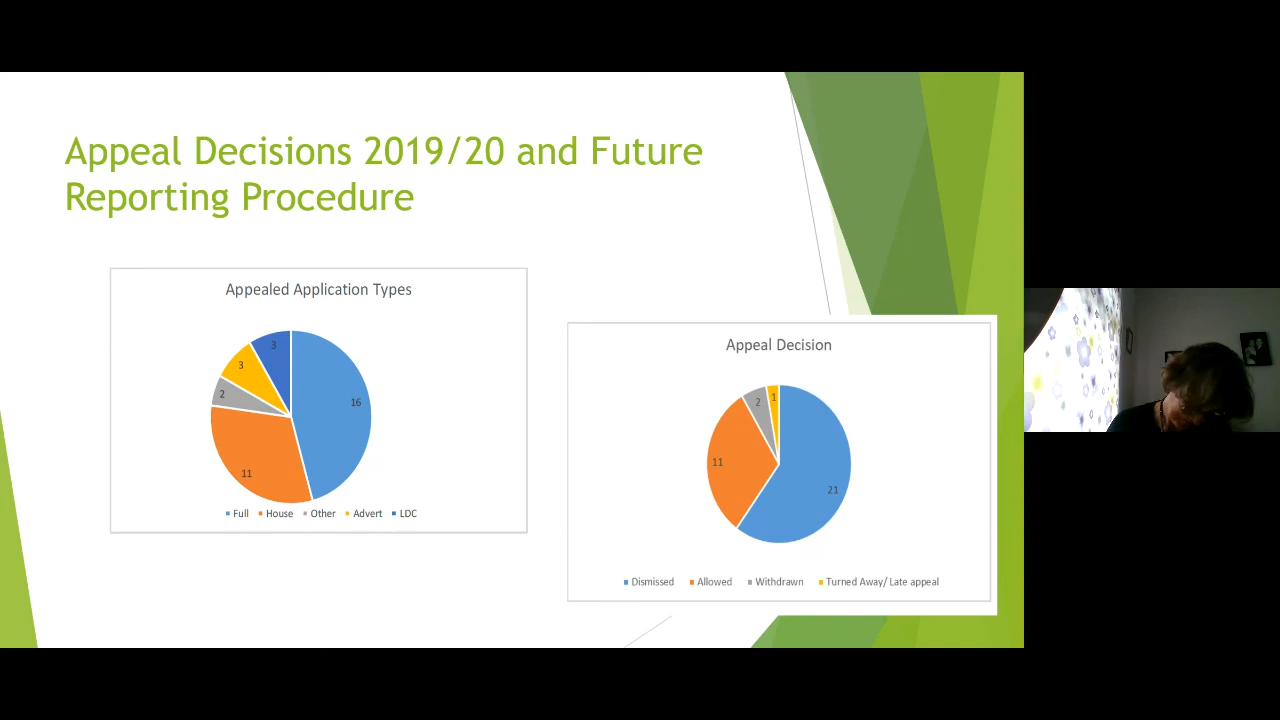 Appeal Decisions 2019/20 and Future
Reporting Procedure
Appealed Application Types
3
3
2
16
11
Full House Other Advert LDC
Appeal Decision
2
1
11
21
Dismissed Allowed Withdrawn Turned Away/ Late appeal